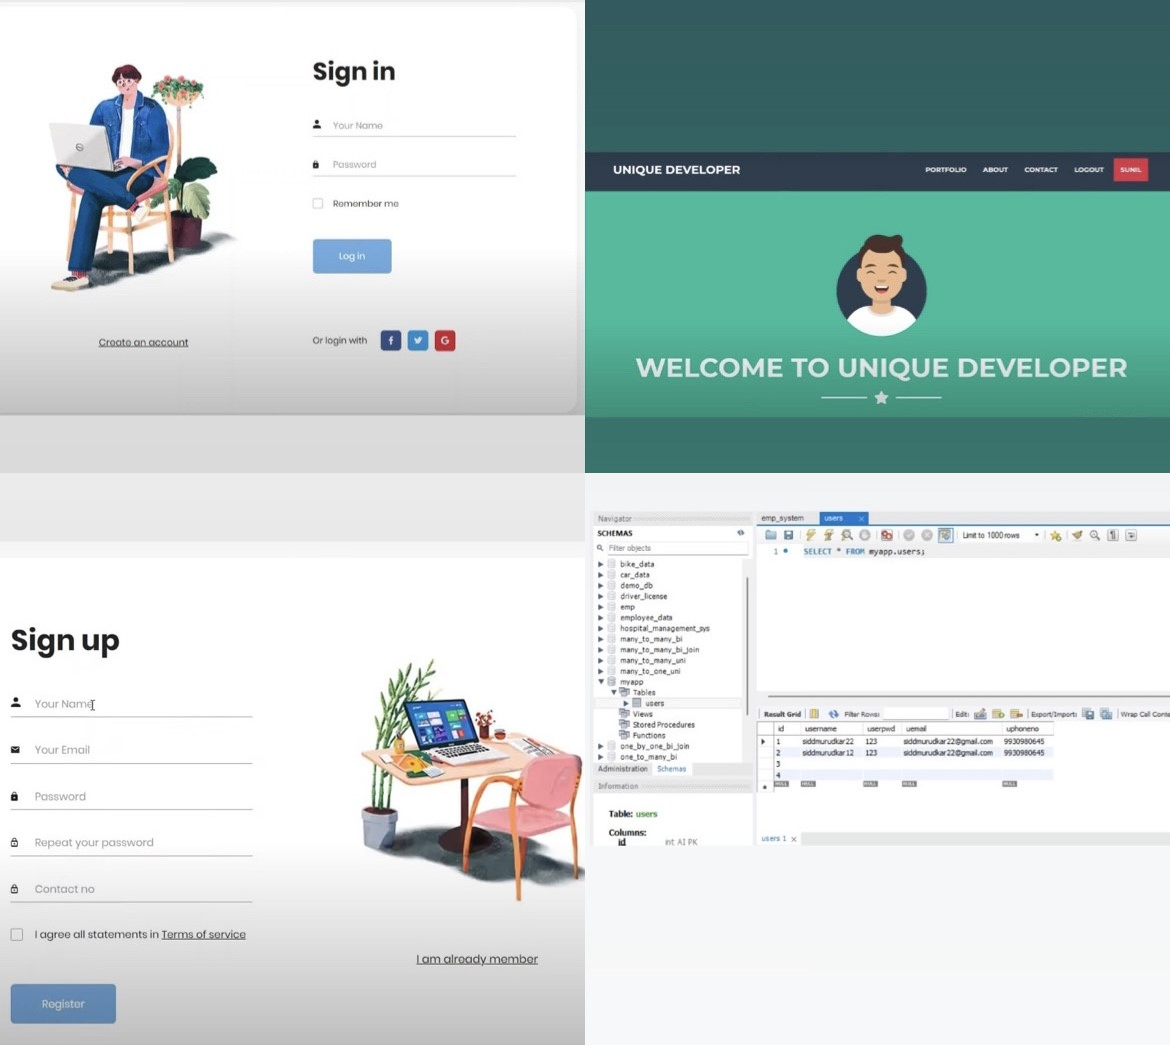 Sign in
Your Name
Password
Remember me
Log in
Create an account
Or login with
UNIQUE DEVELOPER
PORTFOLIO ABOUT CONTACT LOGOUT SUNIL
WELCOME TO UNIQUE DEVELOPER
Sign up
Your Name
Your Email
Password
Repeat your password
Contact no
I agree all statements in Terms of service
I am already member
Register
Navigator
SCHEMAS
Filter objects
bike_data
car_data
demo_db
driver_license
emp
employee_data
hospital_management_sys
many_to_many_bi
many_to_many_bi_join
many_to_many_uni
many_to_one_uni
myapp
Tables
users
Views
Stored Procedures
Functions
one_by_one_bi_join
one_to_many_bi
Administration Schemas
Information
Table: users
Columns:
id int AI PK
emp_system users
Limit to 1000 rows
1 SELECT * FROM myapp.users;
Result Grid Filter Rows: Edit: Export/Import: Wrap Cell Conte
id username userpwd uemail uphoneno
1 siddmurudkar22 123 siddmurudkar22@gmail.com 9930980645
2 siddmurudkar12 123 siddmurudkar22@gmail.com 9930980645
3
4
NULL NULL NULL NULL NULL
users 1